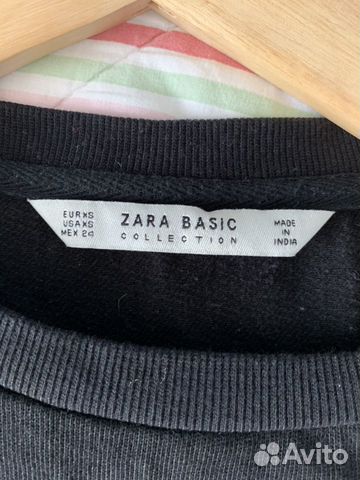 EUR XS
USA XS
MEX 24
ZARA BASIC
COLLECTION
MADE
IN
INDIA
Avito